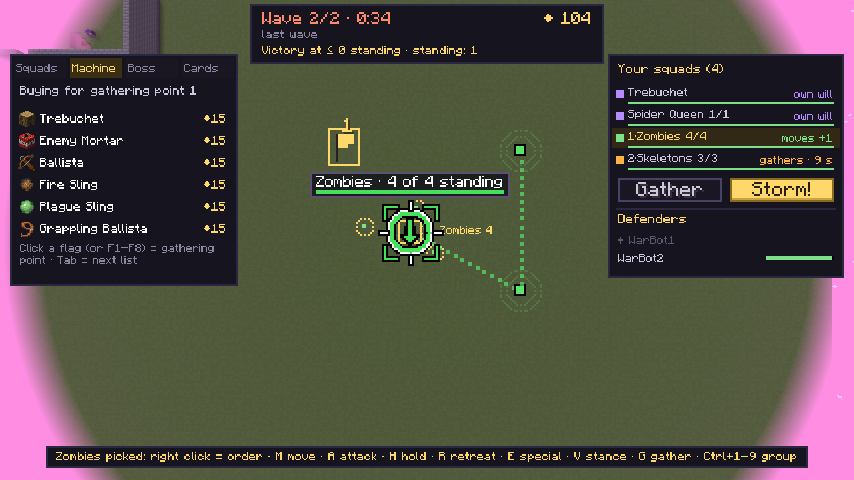 Wave 2/2 · 0:34
104
last wave
Victory at ≤ 0 standing · standing: 1
Squads Machine Boss Cards
Buying for gathering point 1
Trebuchet 15
Enemy Mortar 15
Ballista 15
Fire Sling 15
Plague Sling 15
Grappling Ballista 15
Click a flag (or F1-F8) = gathering
point · Tab = next list
1
Zombies · 4 of 4 standing
Zombies 4
Your squads (4)
Trebuchet own will
Spider Queen 1/1 own will
1·Zombies 4/4 moves +1
2·Skeletons 3/3 gathers · 9 s
Gather Storm!
Defenders
+ WarBot1
WarBot2
Zombies picked: right click = order · M move · A attack · H hold · R retreat · E special · V stance · G gather · Ctrl+1-9 group